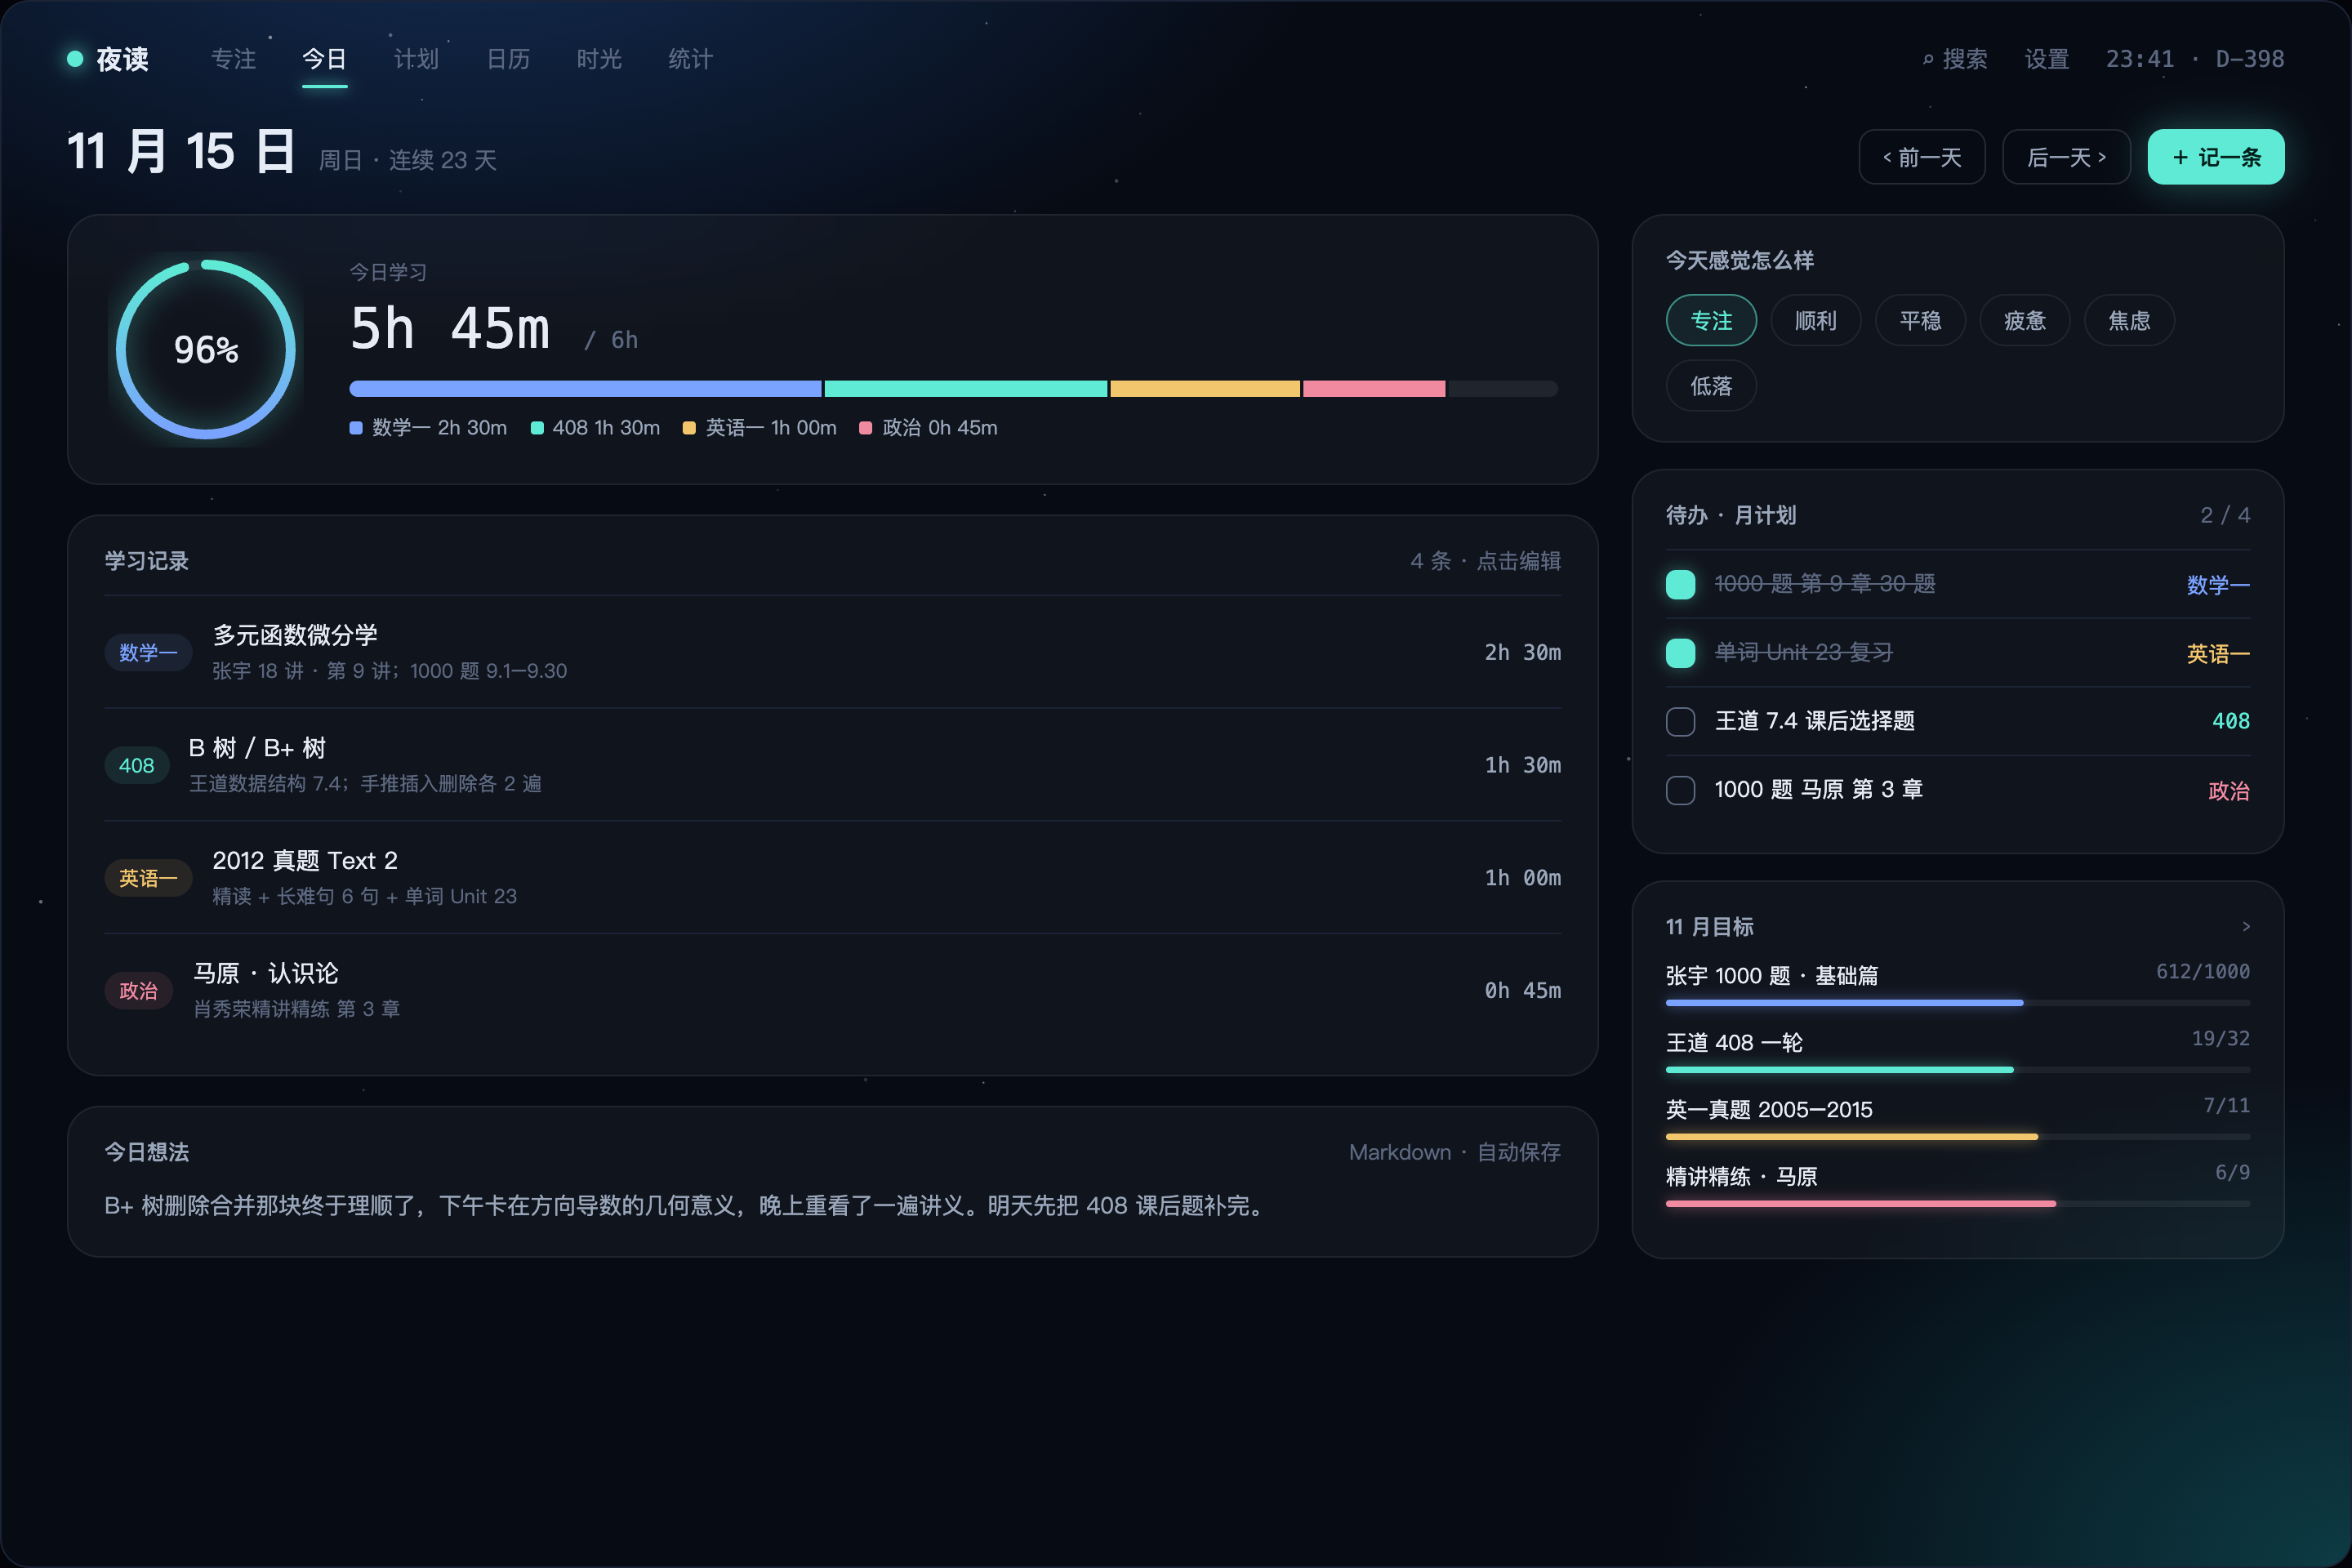 夜读 专注 今日 计划 日历 时光 统计 搜索 设置 23:41 · D-398
11 月 15 日 周日 · 连续 23 天 ‹ 前一天 后一天 › + 记一条
今日学习
5h 45m / 6h
96%
数学一 2h 30m 408 1h 30m 英语一 1h 00m 政治 0h 45m
学习记录 4 条 · 点击编辑
数学一 多元函数微分学 2h 30m
张宇 18 讲 · 第 9 讲；1000 题 9.1–9.30
408 B 树 / B+ 树 1h 30m
王道数据结构 7.4；手推插入删除各 2 遍
英语一 2012 真题 Text 2 1h 00m
精读 + 长难句 6 句 + 单词 Unit 23
政治 马原 · 认识论 0h 45m
肖秀荣精讲精练 第 3 章
今日想法 Markdown · 自动保存
B+ 树删除合并那块终于理顺了，下午卡在方向导数的几何意义，晚上重看了一遍讲义。明天先把 408 课后题补完。
今天感觉怎么样
专注 顺利 平稳 疲惫 焦虑
低落
待办 · 月计划 2 / 4
1000 题 第 9 章 30 题 数学一
单词 Unit 23 复习 英语一
王道 7.4 课后选择题 408
1000 题 马原 第 3 章 政治
11 月目标 ›
张宇 1000 题 · 基础篇 612/1000
王道 408 一轮 19/32
英一真题 2005–2015 7/11
精讲精练 · 马原 6/9